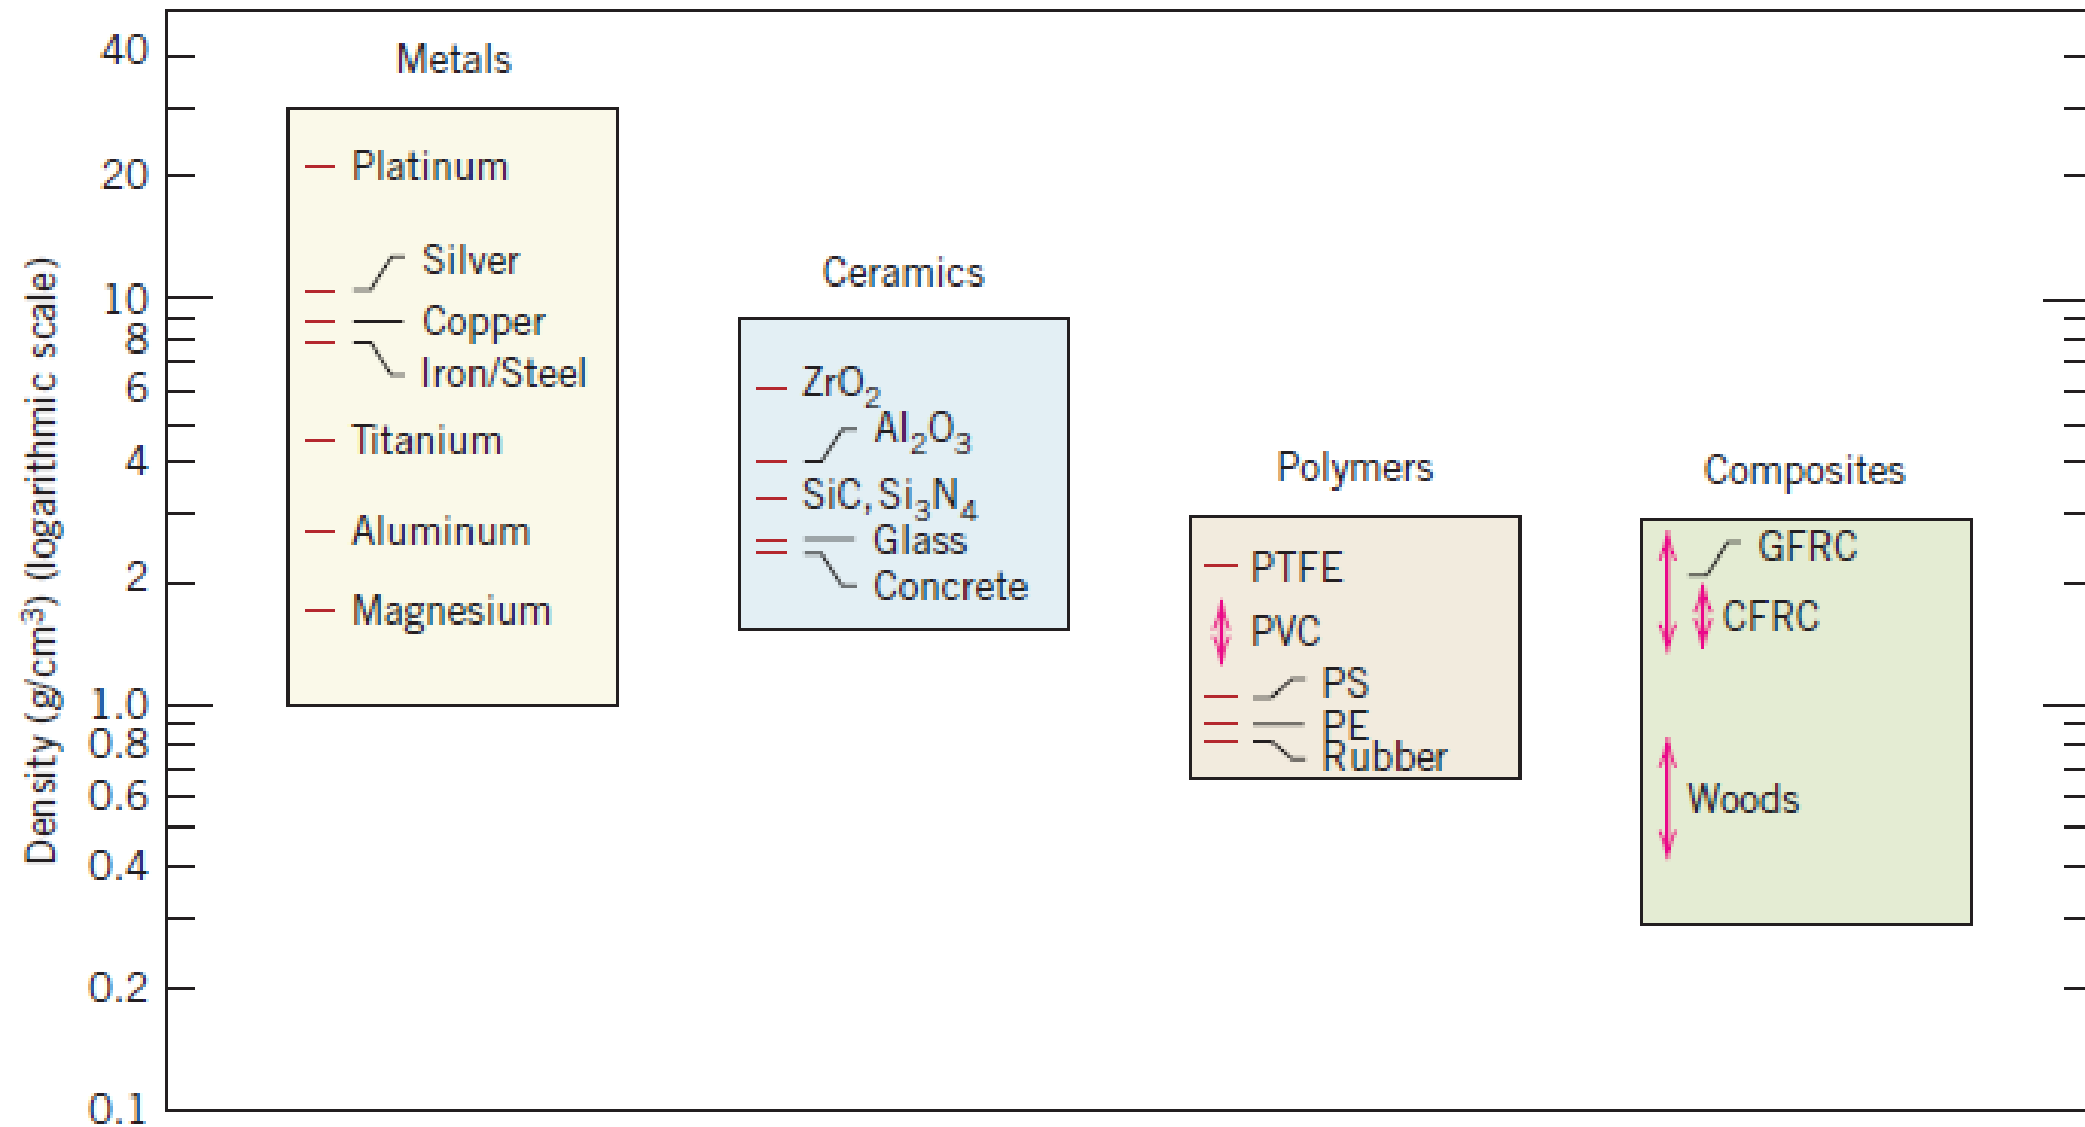 Density (g/cm³) (logarithmic scale)
40
20
10
8
6
4
2
1.0
0.8
0.6
0.4
0.2
0.1
Metals
Platinum
Silver
Copper
Iron/Steel
Titanium
Aluminum
Magnesium
Ceramics
ZrO₂
Al₂O₃
SiC, Si₃N₄
Glass
Concrete
Polymers
PTFE
PVC
PS
PE
Rubber
Composites
GFRC
CFRC
Woods